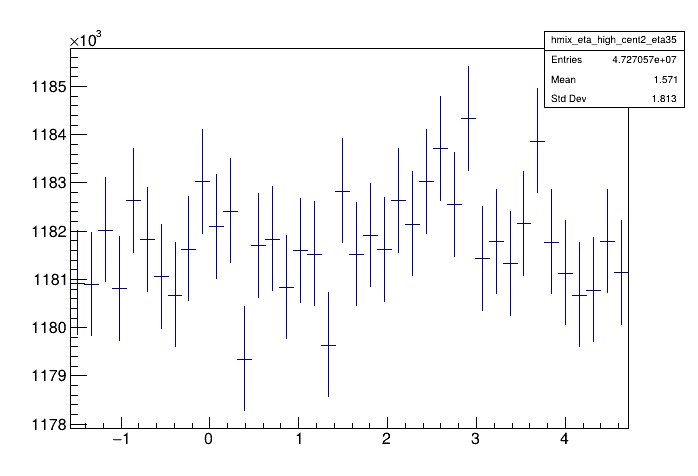 ×10³
hmix_eta_high_cent2_eta35
Entries 4.727057e+07
Mean 1.571
Std Dev 1.813
1185
1184
1183
1182
1181
1180
1179
1178
−1 0 1 2 3 4